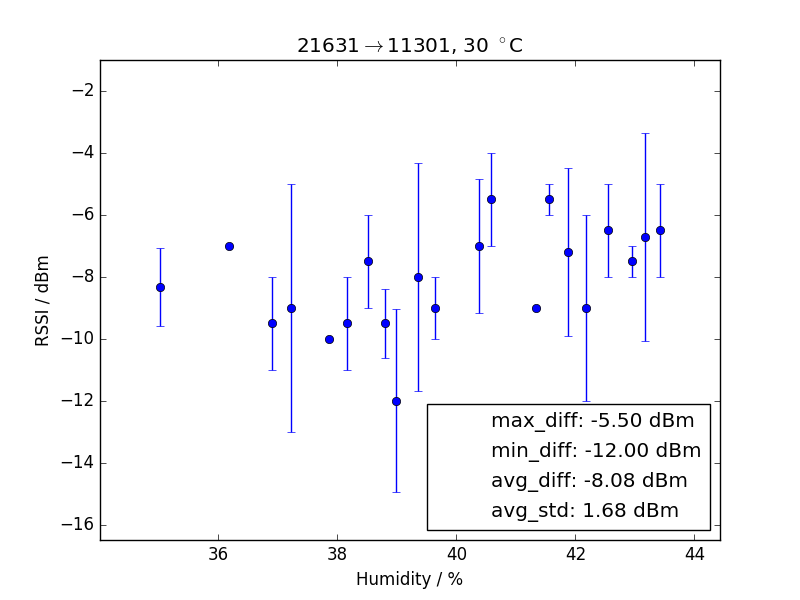 21631→11301, 30 °C
−2
−4
−6
−8
−10
−12
−14
−16
RSSI / dBm
max_diff: -5.50 dBm
min_diff: -12.00 dBm
avg_diff: -8.08 dBm
avg_std: 1.68 dBm
36 38 40 42 44
Humidity / %